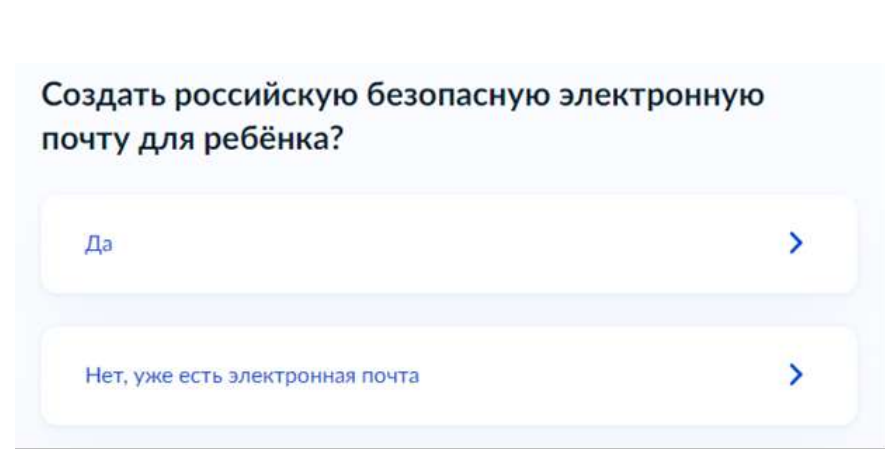 Создать российскую безопасную электронную
почту для ребёнка?
Да
Нет, уже есть электронная почта